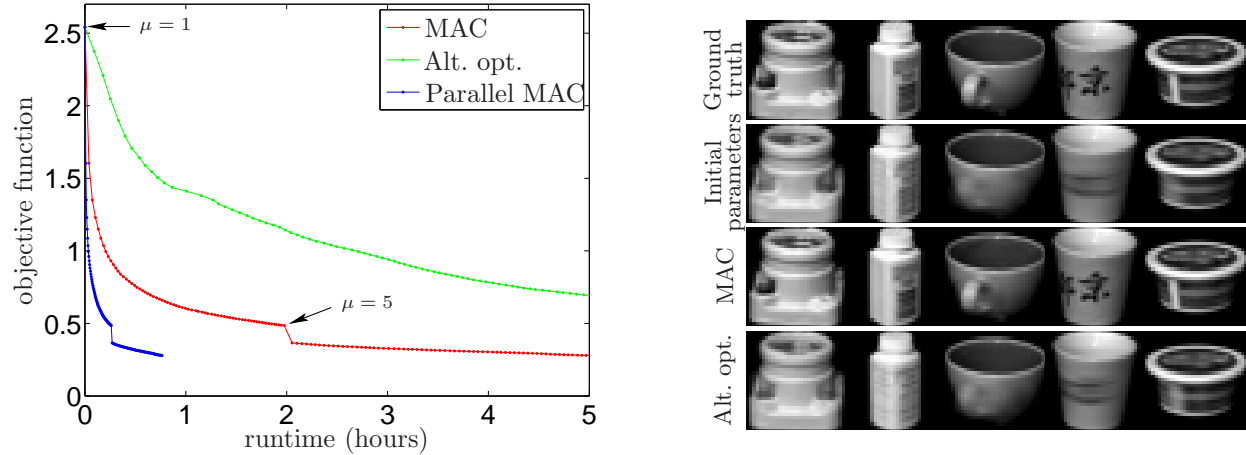 2.5
2
1.5
1
0.5
0
objective function
μ = 1
MAC
Alt. opt.
Parallel MAC
μ = 5
0 1 2 3 4 5
runtime (hours)
Ground
truth
Initial
parameters
MAC
Alt. opt.
京